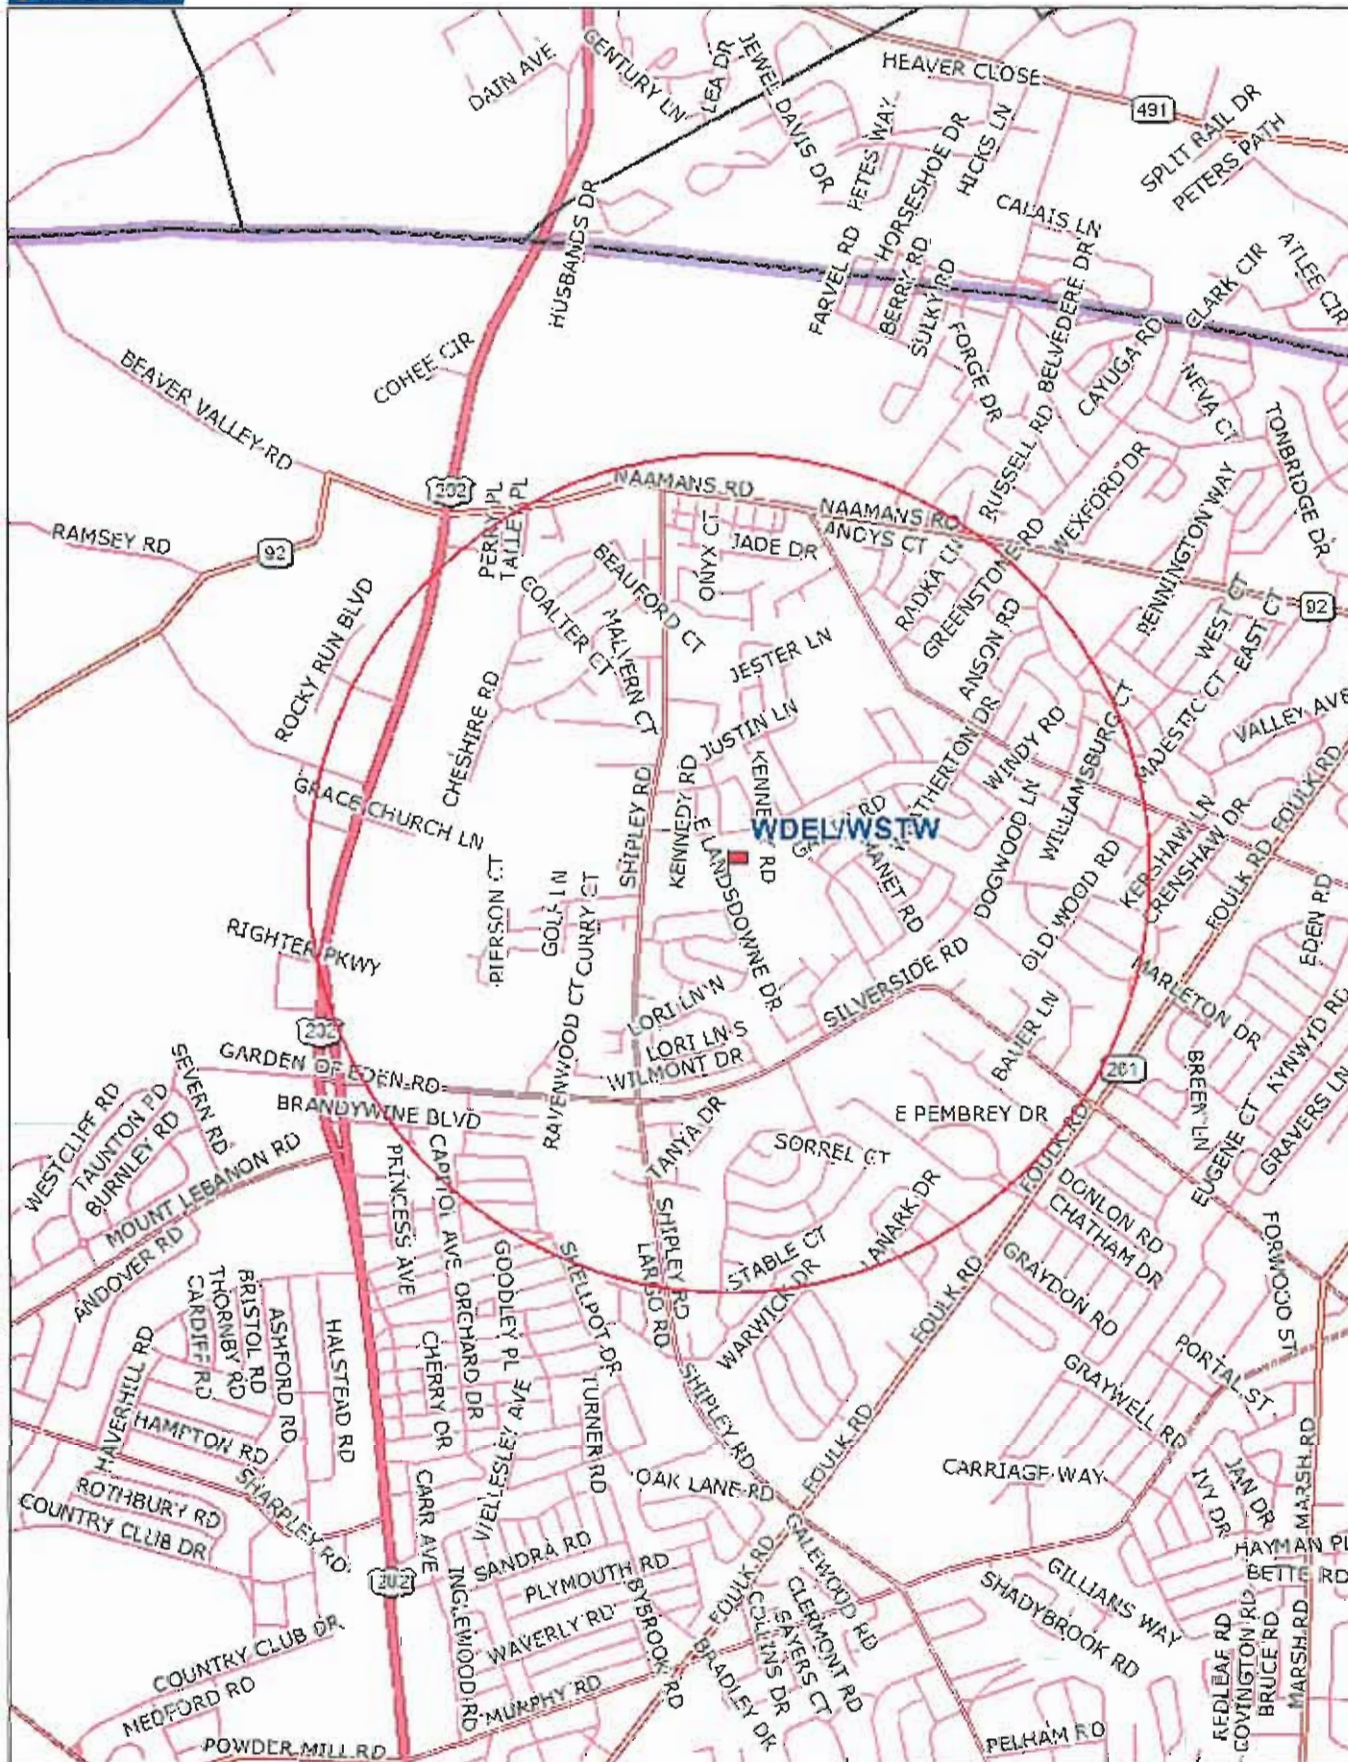 DAIN AVE
CENTURY LN
LEA DR
JEWEL DAVIS DR
HEAVER CLOSE
491
SPLIT RAIL DR
PETERS PATH
PETES WAY
HORSESHOE DR
HICKS LN
CALAIS LN
HUSBANDS DR
FARVEL RD
BERRY RD
SULKY RD
FORGE DR
BELVEDERE DR
CLARK CIR
ATLEE CIR
COHEE CIR
BEAVER VALLEY RD
RUSSELL RD
CAYUGA RD
NEVA CT
TONBRIDGE DR
202
PERRY PL
TALLEY PL
NAAMANS RD
NAAMANS RD
ANDYS CT
WEXFORD DR
PENNINGTON WAY
RAMSEY RD
92
ONYX CT
JADE DR
RADKA LN
GREENSTONE RD
WEST CT
EAST CT
92
ROCKY RUN BLVD
BEAUFORD CT
COALTER CT
MALVERN CT
JESTER LN
ANSON RD
CHESHIRE RD
JUSTIN LN
WINDY RD
WILLIAMSBURG CT
MAJESTIC CT
VALLEY AVE
GRACE CHURCH LN
SHIPLEY RD
KENNEDY RD
WDEL/WSTW
DOGWOOD LN
KERSHAW LN
CRENSHAW DR
FOULK RD
FOULK RD
PIERSON CT
GOLF LN
CURRY CT
E LANDSDOWNE DR
OLD WOOD RD
EDEN RD
RIGHTER PKWY
SILVERSIDE RD
MARLETON DR
202
RAVENWOOD CT
LORI LN N
LORI LN S
WILMONT DR
BAUER LN
261
KYNWYD RD
GARDEN OF EDEN RD
BRANDYWINE BLVD
SEVERN RD
WESTCLIFF RD
TAUNTON RD
BURNLEY RD
MOUNT LEBANON RD
ANDOVER RD
TANYA DR
E PEMBREY DR
SORREL CT
FOULK RD
BREEN LN
EUGENE CT
GRAVERS LN
PRINCESS AVE
CAPITOL AVE
ORCHARD DR
GOODLEY PL
SHELLPOT DR
LARGO RD
SHIPLEY RD
STABLE CT
WARWICK DR
LANARK DR
DONLON RD
CHATHAM DR
GRAYDON RD
FORWOOD ST
CARDIFF RD
THORNBY RD
BRISTOL RD
ASHFORD RD
HALSTEAD RD
CHERRY DR
TURNER RD
FOULK RD
PORTAL ST
HAVERHILL RD
HAMPTON RD
SHIPLEY RD
FOULK RD
GRAYWELL RD
ROTHBURY RD
COUNTRY CLUB DR
SHARPLEY RD
CARR AVE
OAK LANE RD
CARRIAGE WAY
IVY DR
JAN DR
MARSH RD
202
INGLEWOOD RD
SANDRA RD
PLYMOUTH RD
WAVERLY RD
BYBROOK RD
FOULK RD
GALEWOOD RD
CLERMONT RD
SAYERS CT
COLLINS DR
BRADLEY DR
SHADYBROOK RD
GILLIANS WAY
HAYMAN PL
BETTE RD
COUNTRY CLUB DR
MEDFORD RD
MURPHY RD
POWDER MILL RD
PELHAM RD
REDLEAF RD
COVINGTON RD
BRUCE RD
MARSH RD